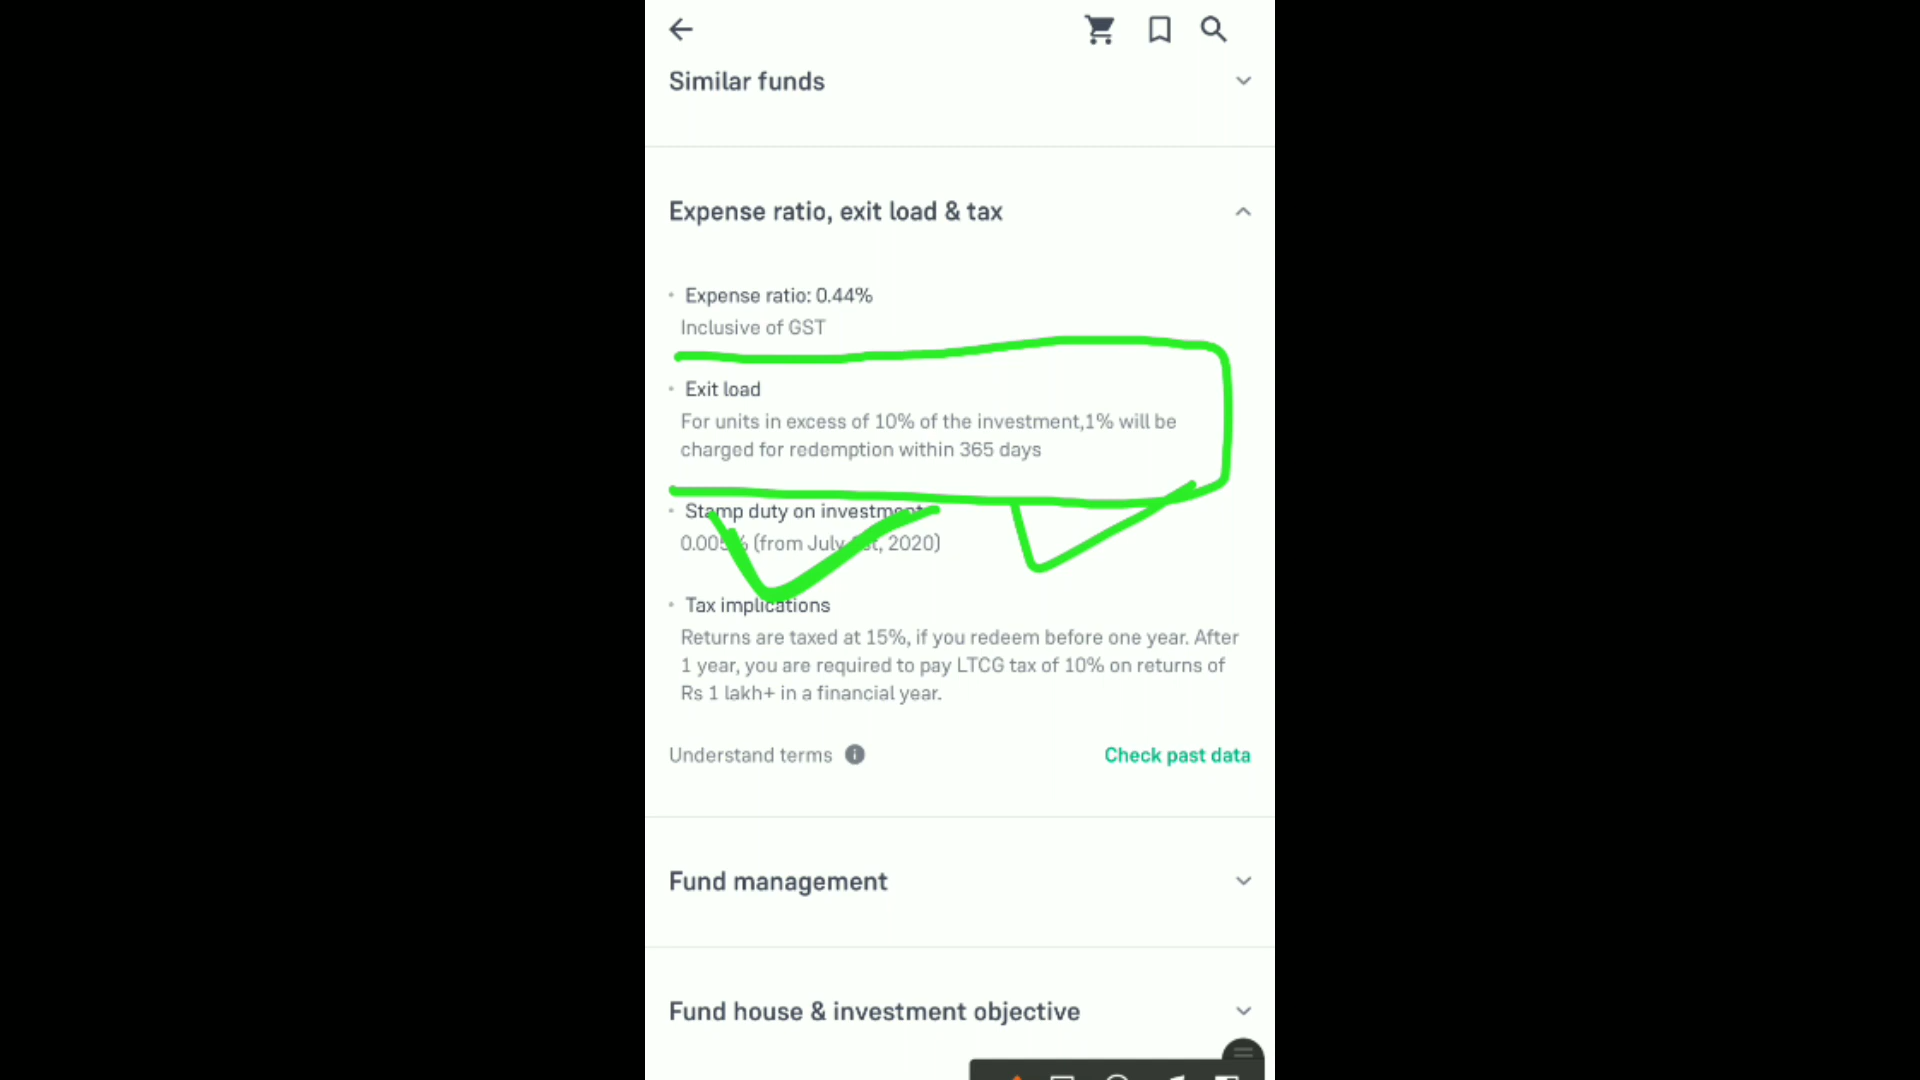 Similar funds
Expense ratio, exit load & tax
Expense ratio: 0.44%
Inclusive of GST
Exit load
For units in excess of 10% of the investment,1% will be
charged for redemption within 365 days
Stamp duty on investment
0.005% (from July 1st, 2020)
Tax implications
Returns are taxed at 15%, if you redeem before one year. After
1 year, you are required to pay LTCG tax of 10% on returns of
Rs 1 lakh+ in a financial year.
Understand terms
Check past data
Fund management
Fund house & investment objective